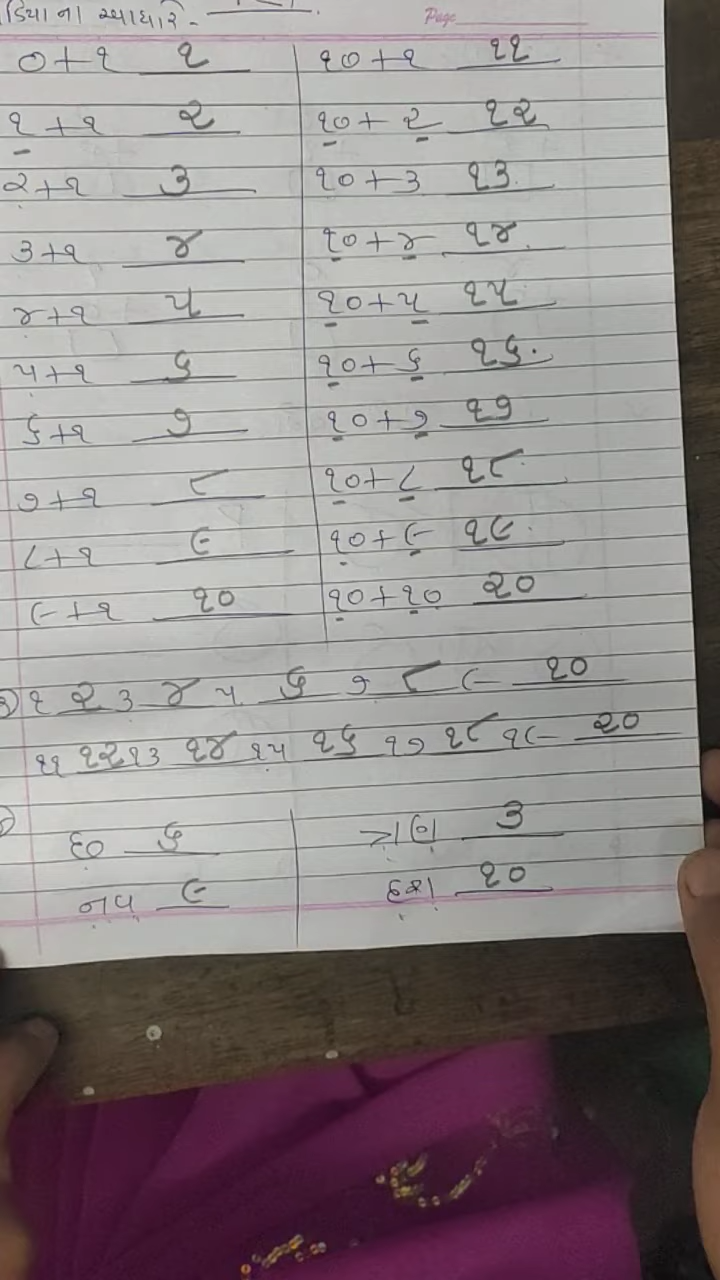 આધારે - Page
૦+૧ ૧ ૧૦+૧ ૧૧
૧+૧ ૨ ૧૦+૨ ૧૨
૨+૧ ૩ ૧૦+૩ ૧૩
૩+૧ ૪ ૧૦+૪ ૧૪
૪+૧ ૫ ૧૦+૫ ૧૫
૫+૧ ૬ ૧૦+૬ ૧૬.
૬+૧ ૭ ૧૦+૭ ૧૭
૭+૧ ૮ ૧૦+૮ ૧૮
૮+૧ ૯ ૧૦+૯ ૧૯
૯+૧ ૧૦ ૧૦+૧૦ ૨૦
૧ ૨ ૩ ૪ ૫ ૬ ૭ ૮ ૯ ૧૦
૧૧ ૧૨ ૧૩ ૧૪ ૧૫ ૧૬ ૧૭ ૧૮ ૧૯ ૨૦
છ ૬ ત્રણ ૩
નવ ૯ દશ ૧૦